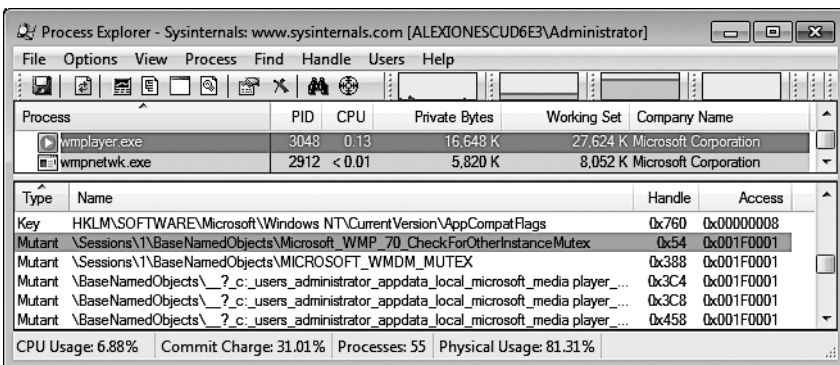 Process Explorer - Sysinternals: www.sysinternals.com [ALEXIONESCUD6E3\Administrator]
File Options View Process Find Handle Users Help
Process PID CPU Private Bytes Working Set Company Name
wmplayer.exe 3048 0.13 16,648 K 27,624 K Microsoft Corporation
wmpnetwk.exe 2912 < 0.01 5,820 K 8,052 K Microsoft Corporation
Type Name Handle Access
Key HKLM\SOFTWARE\Microsoft\Windows NT\CurrentVersion\AppCompatFlags 0x760 0x00000008
Mutant \Sessions\1\BaseNamedObjects\Microsoft_WMP_70_CheckForOtherInstanceMutex 0x54 0x001F0001
Mutant \Sessions\1\BaseNamedObjects\MICROSOFT_WMDM_MUTEX 0x388 0x001F0001
Mutant \BaseNamedObjects\__?_c:_users_administrator_appdata_local_microsoft_media player_... 0x3C4 0x001F0001
Mutant \BaseNamedObjects\__?_c:_users_administrator_appdata_local_microsoft_media player_... 0x3C8 0x001F0001
Mutant \BaseNamedObjects\__?_c:_users_administrator_appdata_local_microsoft_media player_... 0x458 0x001F0001
CPU Usage: 6.88% Commit Charge: 31.01% Processes: 55 Physical Usage: 81.31%